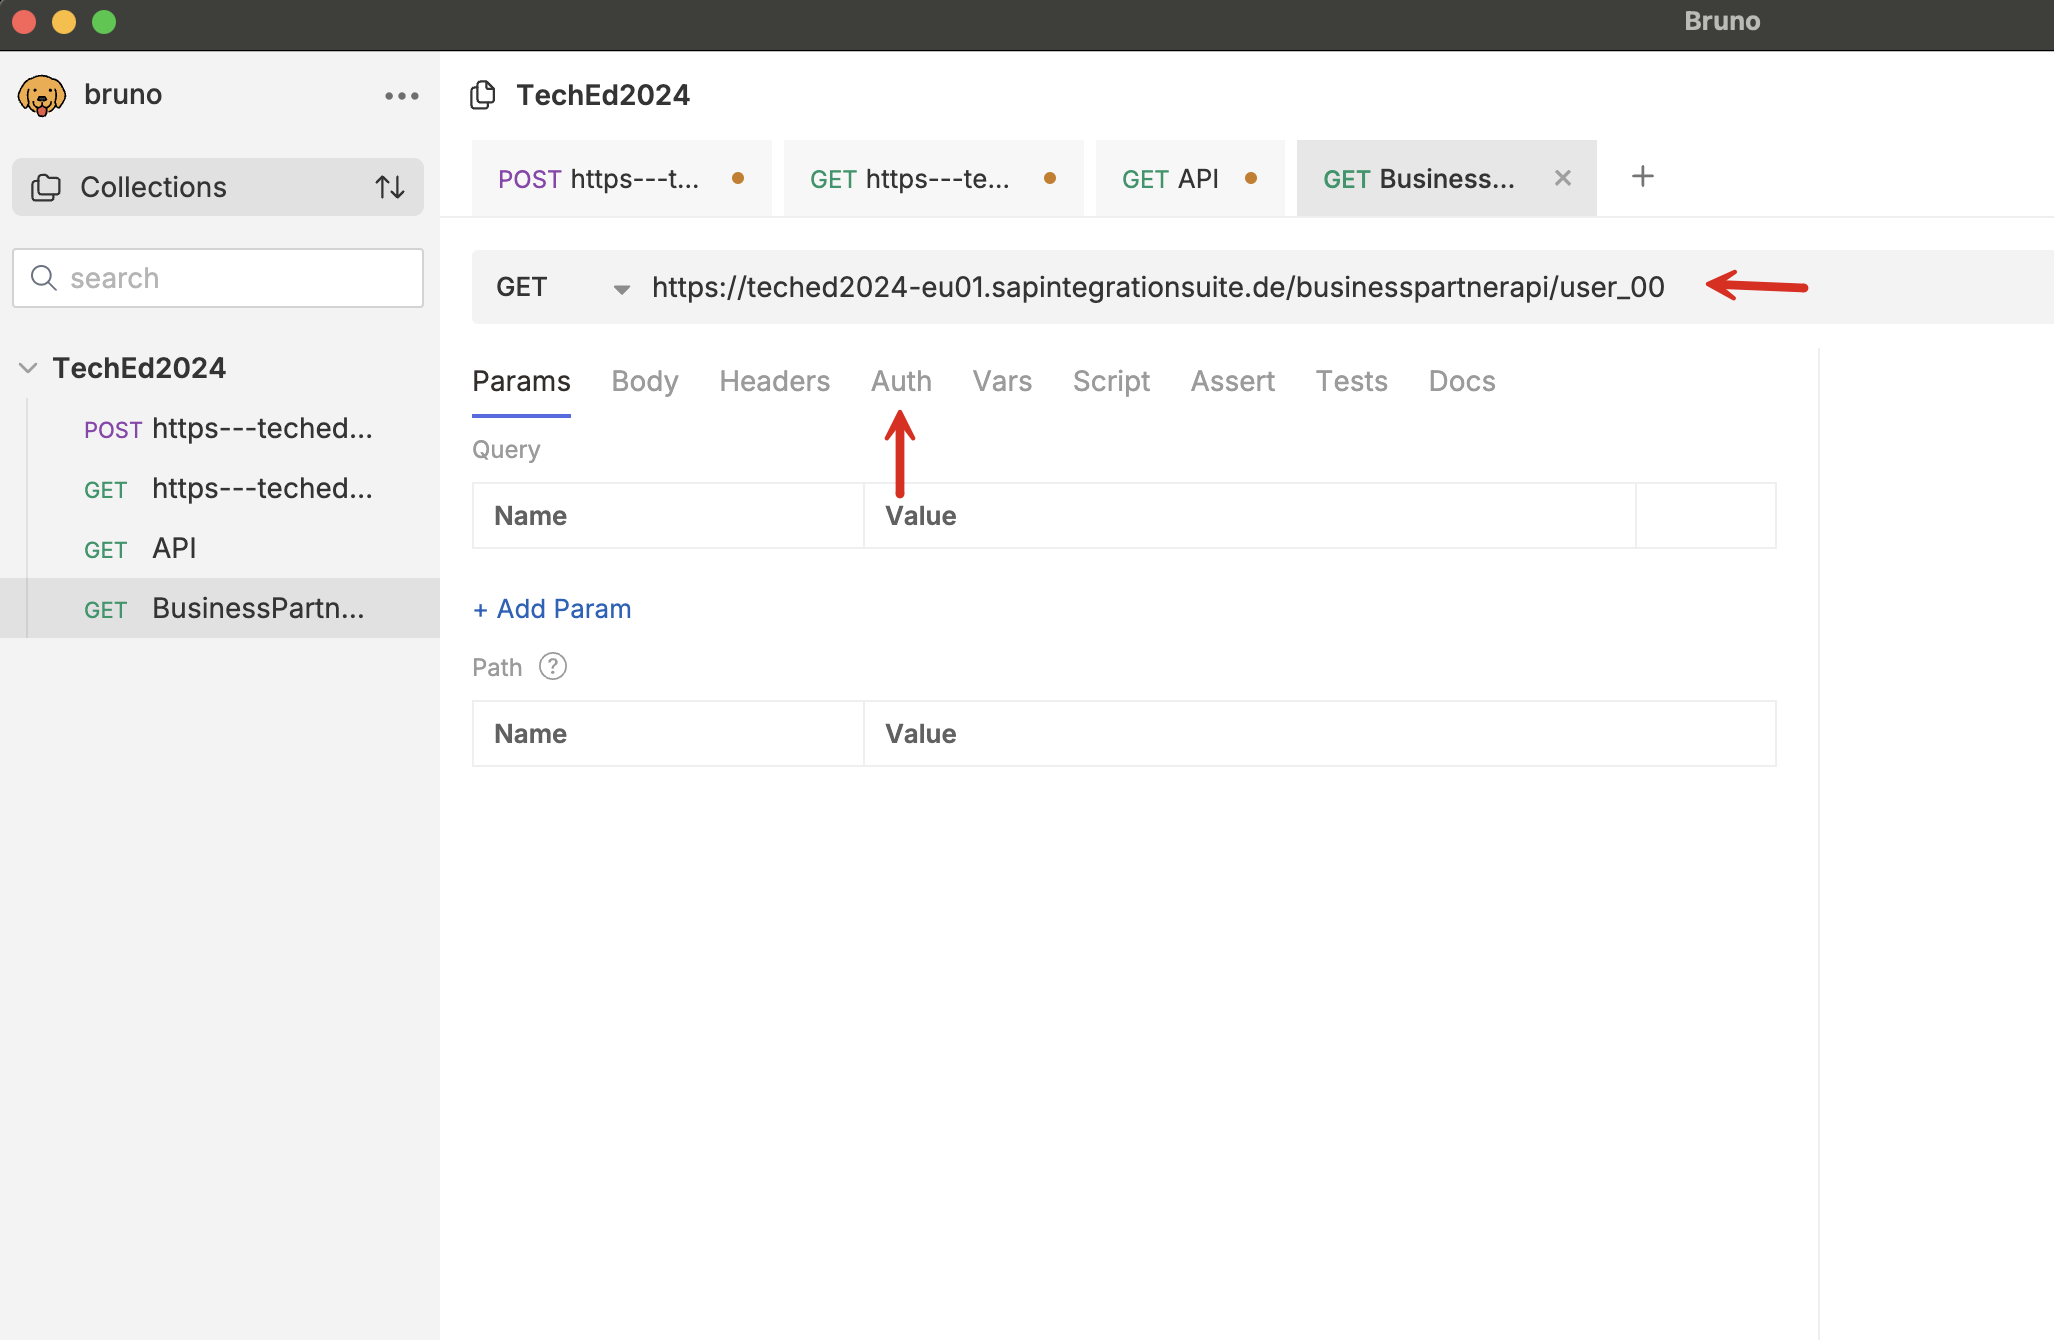 Bruno
bruno
TechEd2024
POST https---t...
GET https---te...
GET API
GET Business...
Collections
search
GET https://teched2024-eu01.sapintegrationsuite.de/businesspartnerapi/user_00
TechEd2024
POST https---teched...
GET https---teched...
GET API
GET BusinessPartn...
Params Body Headers Auth Vars Script Assert Tests Docs
Query
Name Value
+ Add Param
Path ?
Name Value